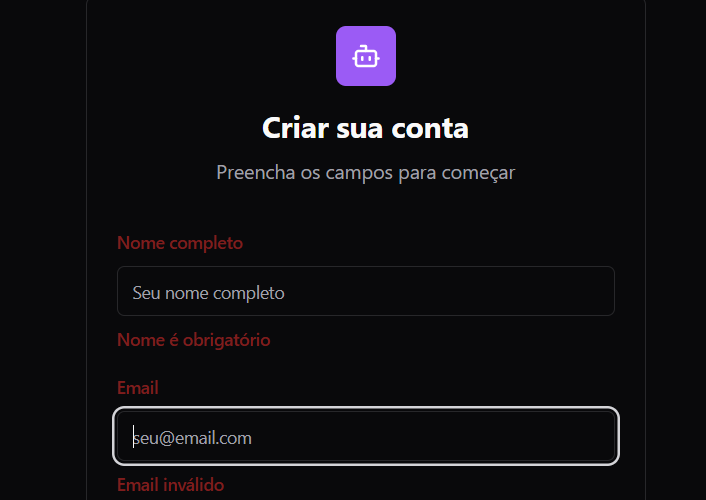 Criar sua conta
Preencha os campos para começar
Nome completo
Seu nome completo
Nome é obrigatório
Email
seu@email.com
Email inválido